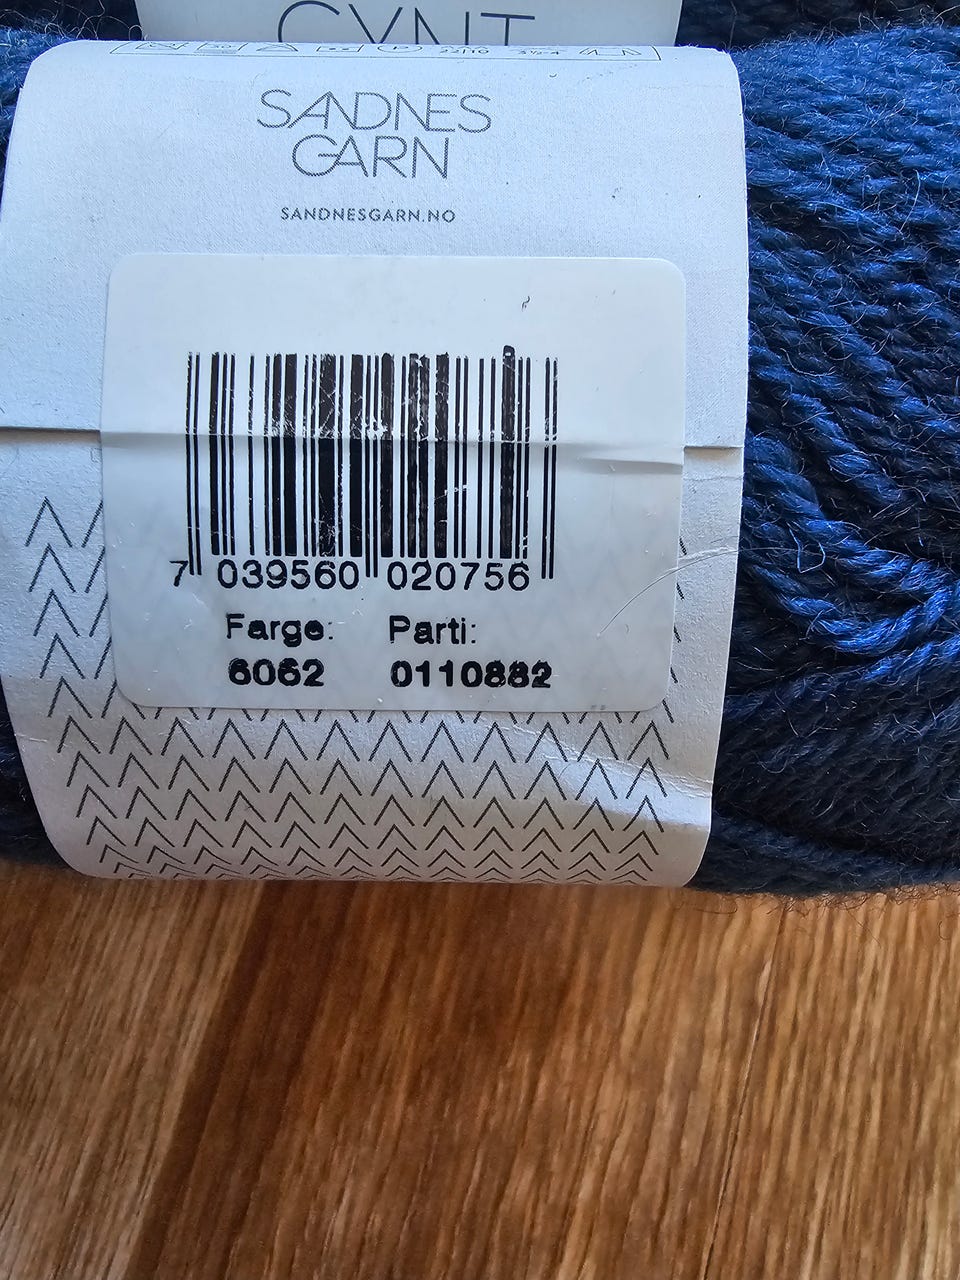 SANDNES
GARN
SANDNESGARN.NO
7 039560 020756
Farge: Parti:
6062 0110882